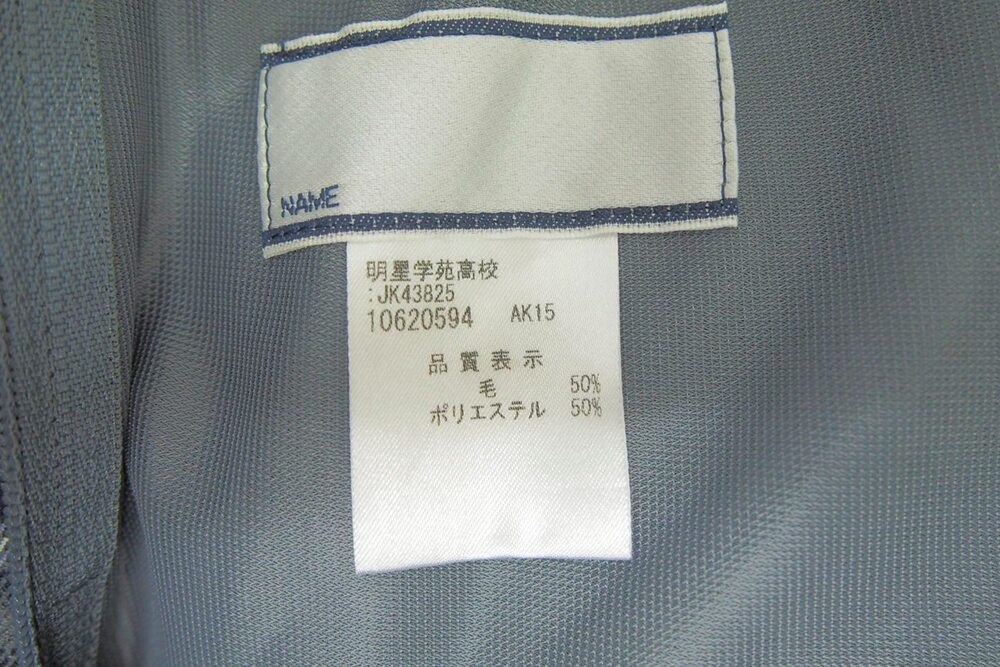 NAME
明星学苑高校
:JK43825
10620594 AK15
品質表示
毛 50%
ポリエステル 50%